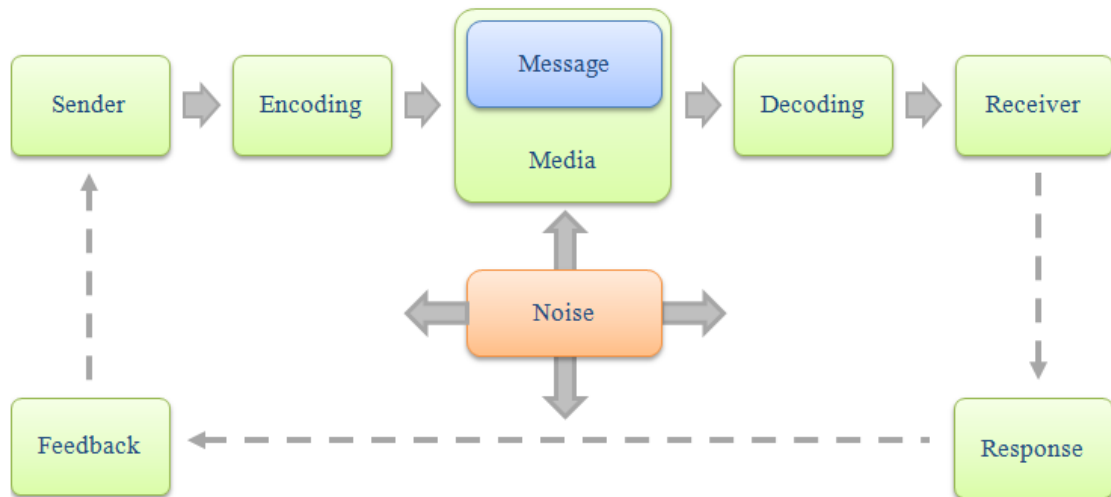 Message
Sender
Encoding
Decoding
Receiver
Media
Noise
Feedback
Response